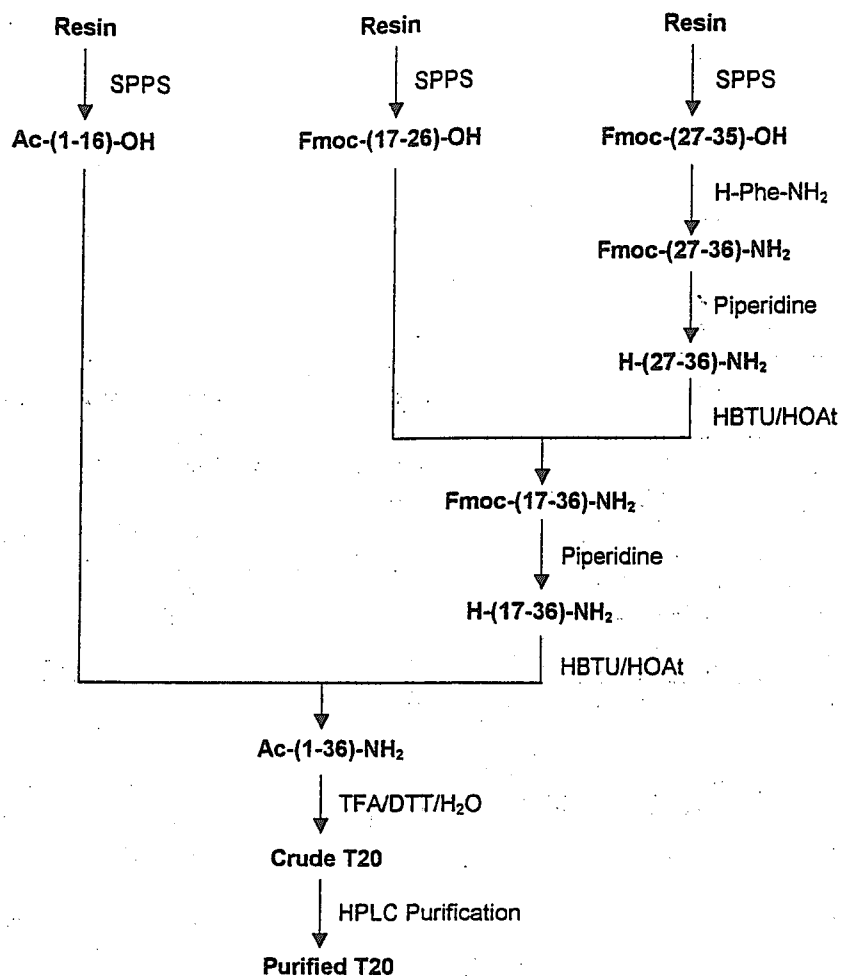 Resin Resin Resin
SPPS SPPS SPPS
Ac-(1-16)-OH Fmoc-(17-26)-OH Fmoc-(27-35)-OH
H-Phe-NH₂
Fmoc-(27-36)-NH₂
Piperidine
H-(27-36)-NH₂
HBTU/HOAt
Fmoc-(17-36)-NH₂
Piperidine
H-(17-36)-NH₂
HBTU/HOAt
Ac-(1-36)-NH₂
TFA/DTT/H₂O
Crude T20
HPLC Purification
Purified T20